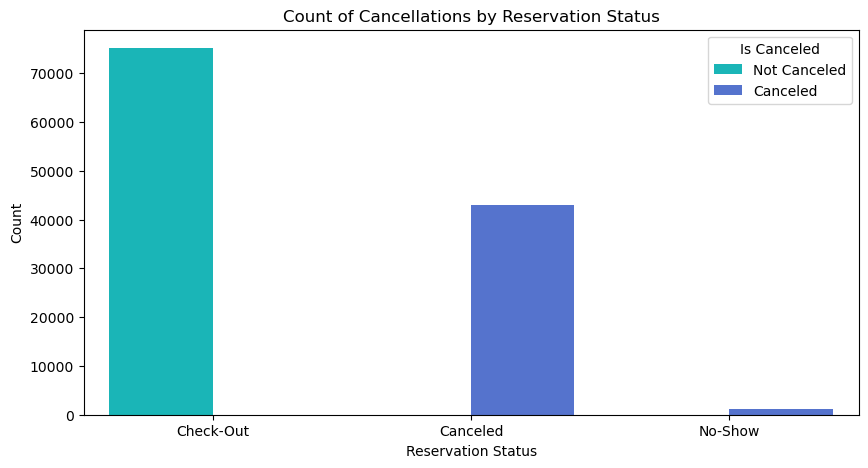 Count of Cancellations by Reservation Status
Is Canceled
Not Canceled
Canceled
70000
60000
50000
40000
30000
20000
10000
0
Count
Check-Out
Canceled
No-Show
Reservation Status